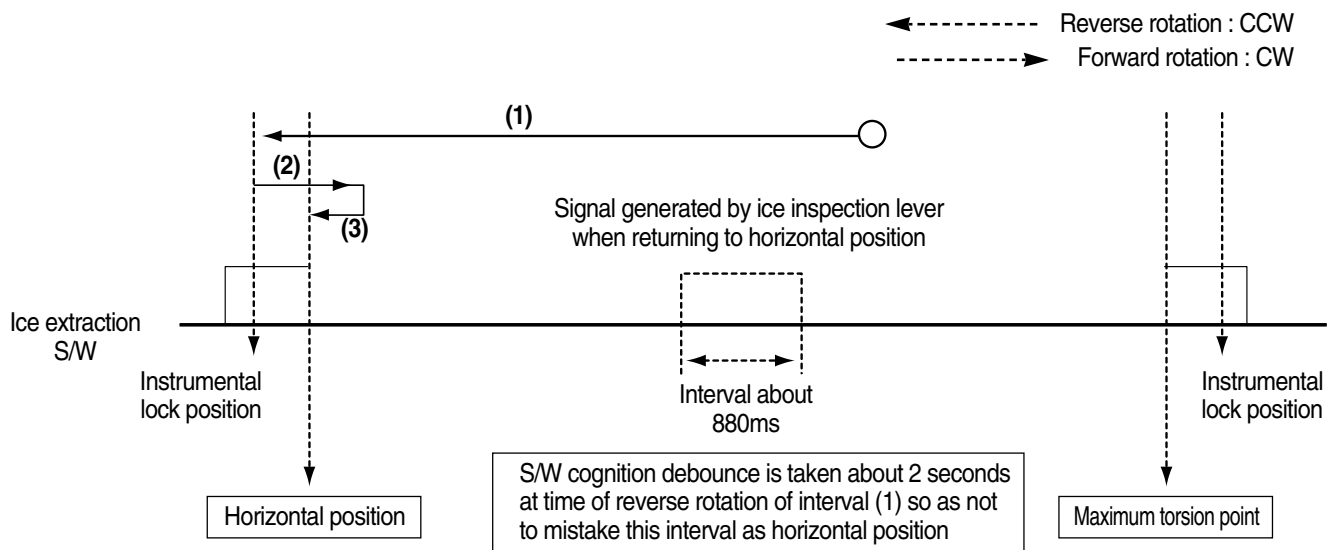 Reverse rotation : CCW
Forward rotation : CW
(1)
(2)
(3)
Signal generated by ice inspection lever
when returning to horizontal position
Ice extraction
S/W
Instrumental
lock position
Interval about
880ms
Instrumental
lock position
Horizontal position
S/W cognition debounce is taken about 2 seconds
at time of reverse rotation of interval (1) so as not
to mistake this interval as horizontal position
Maximum torsion point